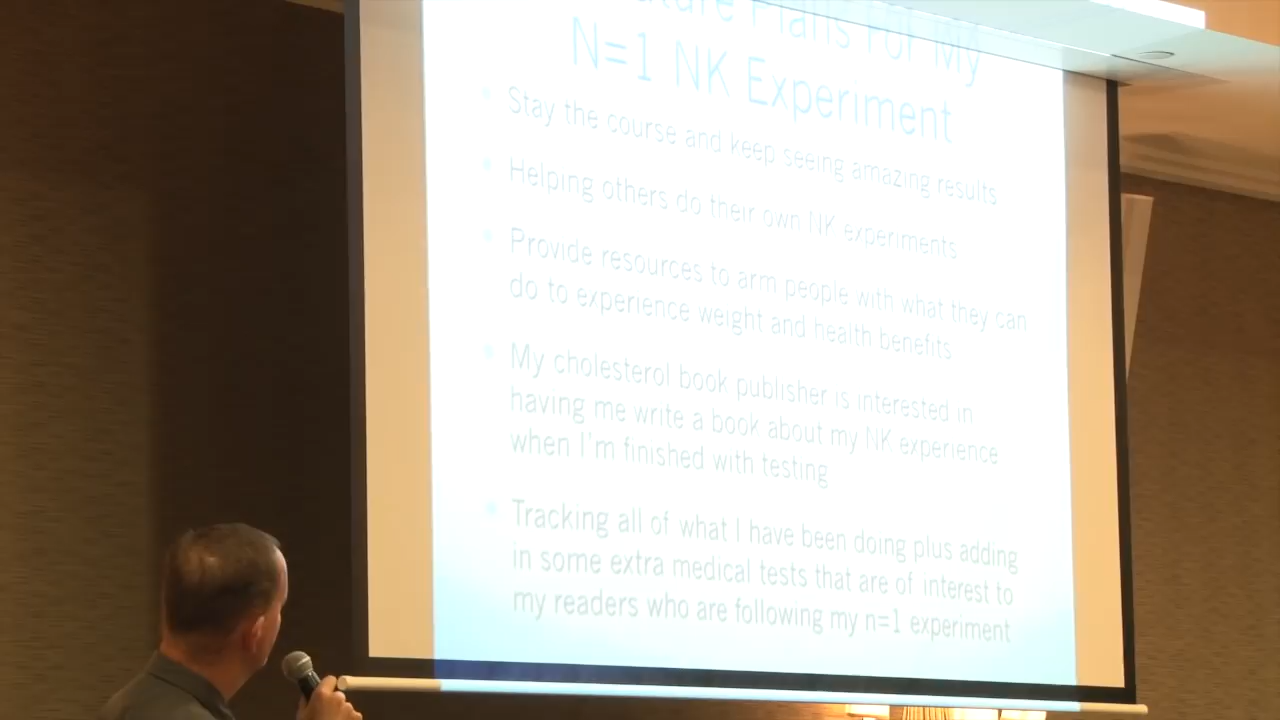 Plans For My
N=1 NK Experiment
Stay the course and keep seeing amazing results
Helping others do their own NK experiments
Provide resources to arm people with what they can
do to experience weight and health benefits
My cholesterol book publisher is interested in
having me write a book about my NK experience
when I'm finished with testing
Tracking all of what I have been doing plus adding
in some extra medical tests that are of interest to
my readers who are following my n=1 experiment